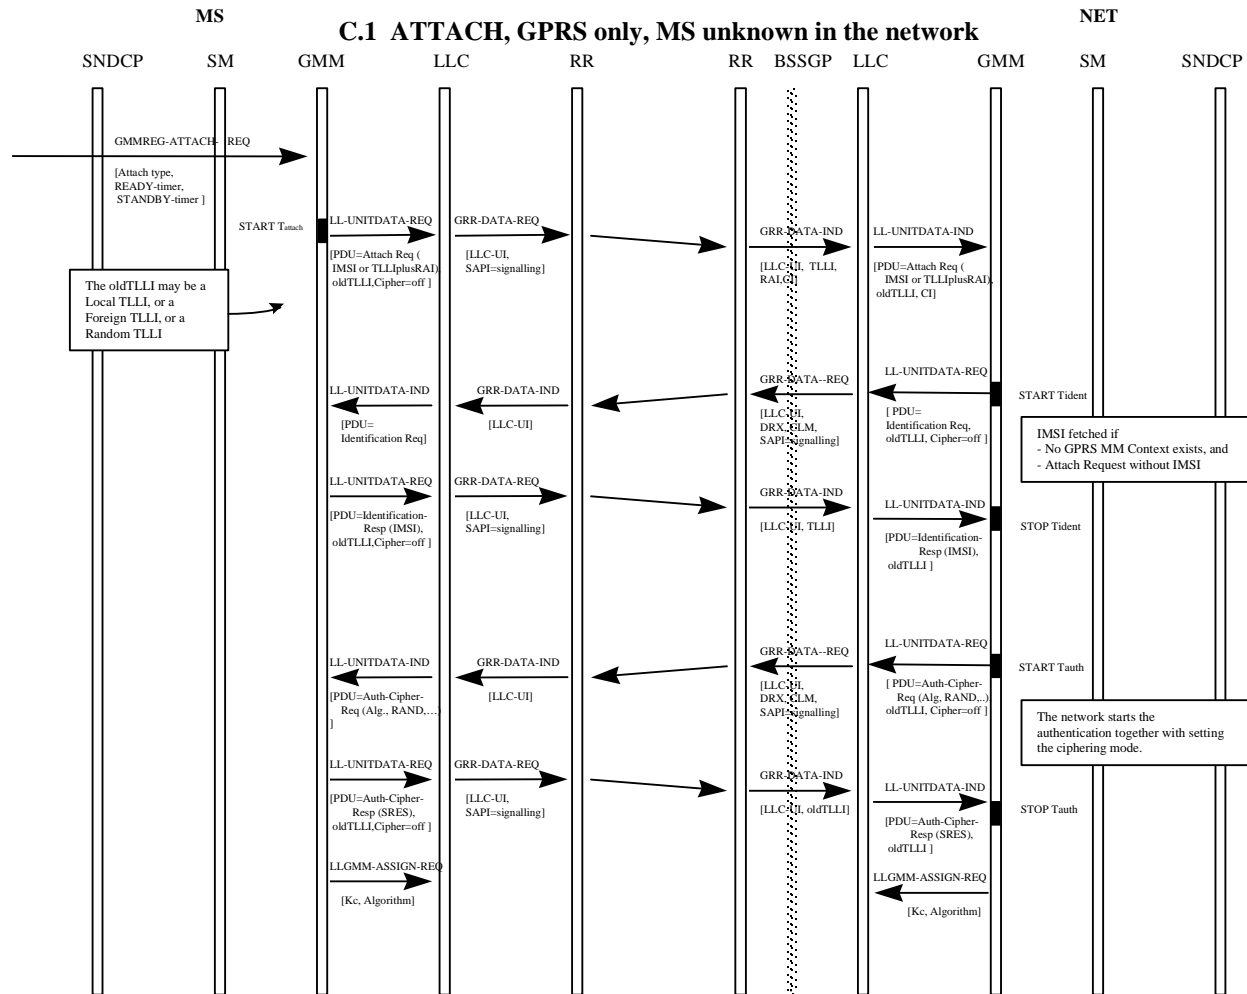 MS
NET
C.1 ATTACH, GPRS only, MS unknown in the network
SNDCP SM GMM LLC RR RR BSSGP LLC GMM SM SNDCP
GMMREG-ATTACH- REQ
[Attach type,
READY-timer,
STANDBY-timer ]
START Tattach
LL-UNITDATA-REQ
[PDU=Attach Req (
IMSI or TLLIplusRAI),
oldTLLI,Cipher=off ]
GRR-DATA-REQ
[LLC-UI,
SAPI=signalling]
GRR-DATA-IND
[LLC-UI, TLLI,
RAI,CI]
LL-UNITDATA-IND
[PDU=Attach Req (
IMSI or TLLIplusRAI),
oldTLLI, CI]
The oldTLLI may be a
Local TLLI, or a
Foreign TLLI, or a
Random TLLI
LL-UNITDATA-IND
[PDU=
Identification Req]
GRR-DATA-IND
[LLC-UI]
GRR-DATA--REQ
[LLC-UI,
DRX, CLM,
SAPI=signalling]
LL-UNITDATA-REQ
[ PDU=
Identification Req,
oldTLLI, Cipher=off ]
START Tident
IMSI fetched if
- No GPRS MM Context exists, and
- Attach Request without IMSI
LL-UNITDATA-REQ
[PDU=Identification-
Resp (IMSI),
oldTLLI,Cipher=off ]
GRR-DATA-REQ
[LLC-UI,
SAPI=signalling]
GRR-DATA-IND
[LLC-UI, TLLI]
LL-UNITDATA-IND
[PDU=Identification-
Resp (IMSI),
oldTLLI ]
STOP Tident
LL-UNITDATA-IND
[PDU=Auth-Cipher-
Req (Alg., RAND,…)
]
GRR-DATA-IND
[LLC-UI]
GRR-DATA--REQ
[LLC-UI,
DRX, CLM,
SAPI=signalling]
LL-UNITDATA-REQ
[ PDU=Auth-Cipher-
Req (Alg, RAND,..),
oldTLLI, Cipher=off ]
START Tauth
The network starts the
authentication together with setting
the ciphering mode.
LL-UNITDATA-REQ
[PDU=Auth-Cipher-
Resp (SRES),
oldTLLI,Cipher=off ]
GRR-DATA-REQ
[LLC-UI,
SAPI=signalling]
GRR-DATA-IND
[LLC-UI, oldTLLI]
LL-UNITDATA-IND
[PDU=Auth-Cipher-
Resp (SRES),
oldTLLI ]
STOP Tauth
LLGMM-ASSIGN-REQ
[Kc, Algorithm]
LLGMM-ASSIGN-REQ
[Kc, Algorithm]